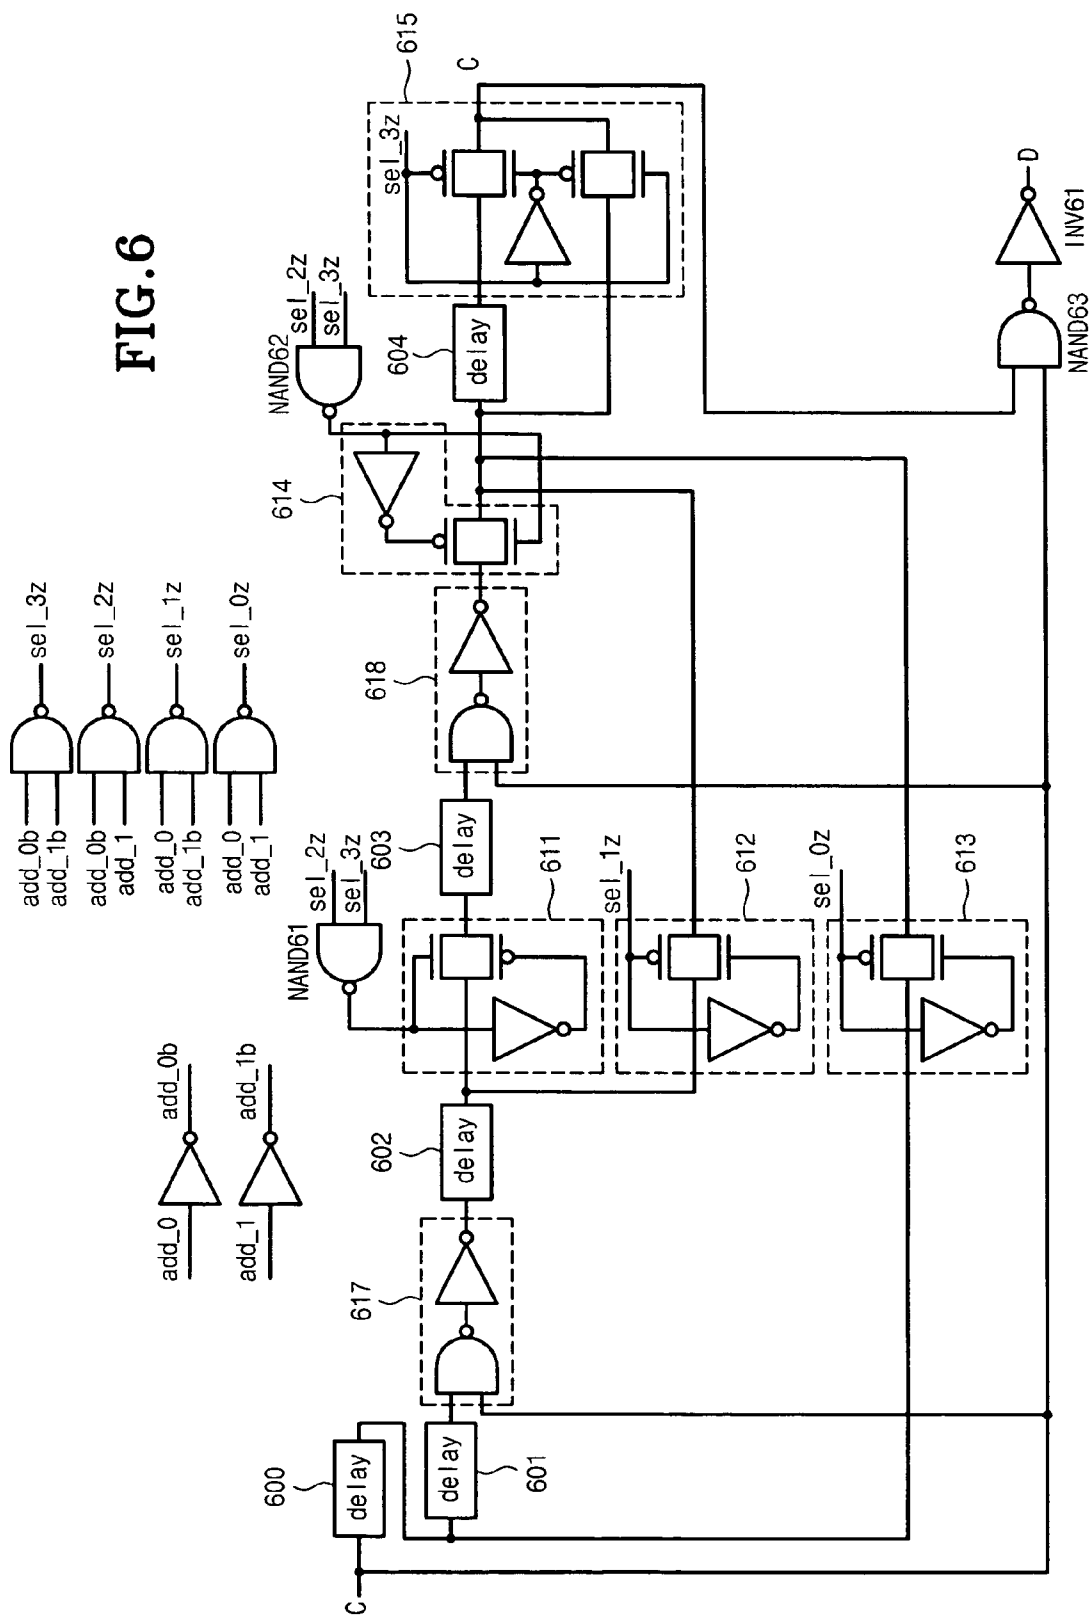 FIG.6
add_0
add_0b
add_1
add_1b
add_0b
add_1b
sel_3z
add_0b
add_1
sel_2z
add_0
add_1b
sel_1z
add_0
add_1
sel_0z
C
600
delay
delay
601
617
602
delay
NAND61
sel_2z
sel_3z
611
603
delay
618
614
NAND62
sel_2z
sel_3z
604
delay
615
sel_3z
C
sel_1z
612
sel_0z
613
NAND63
INV61
D